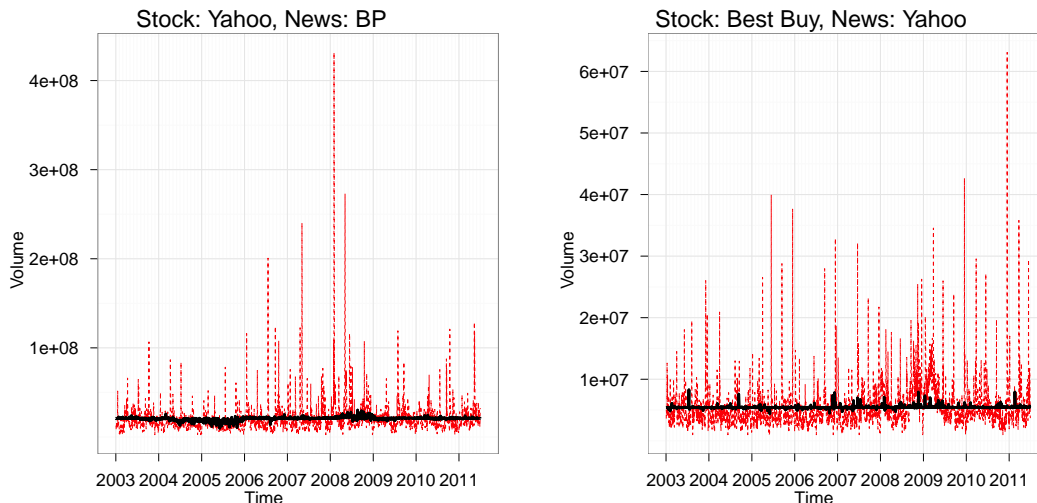 Stock: Yahoo, News: BP
Volume
4e+08
3e+08
2e+08
1e+08
2003 2004 2005 2006 2007 2008 2009 2010 2011
Time
Stock: Best Buy, News: Yahoo
Volume
6e+07
5e+07
4e+07
3e+07
2e+07
1e+07
2003 2004 2005 2006 2007 2008 2009 2010 2011
Time